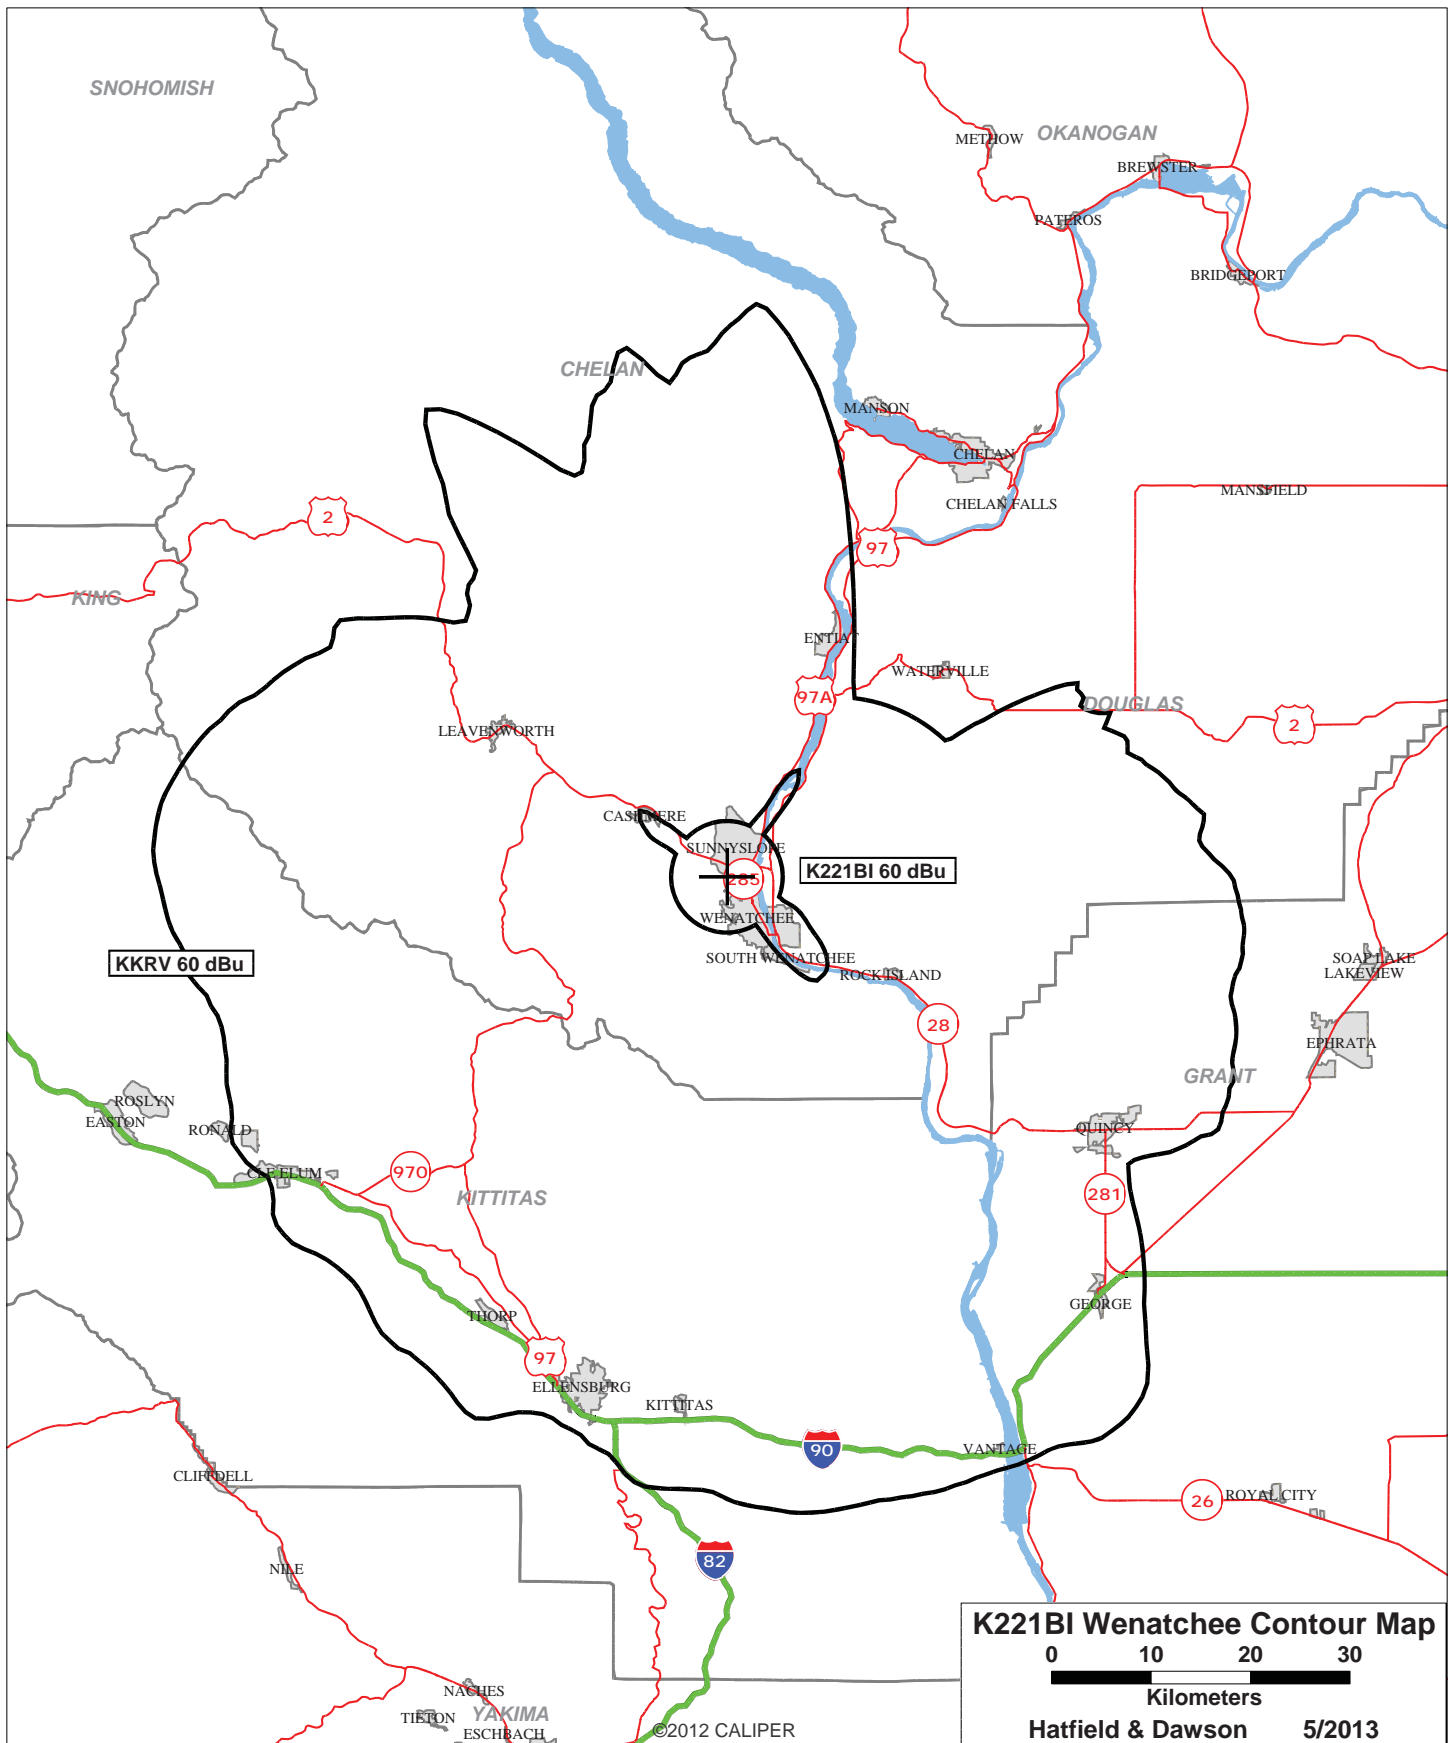 SNOHOMISH
METHOW
OKANOGAN
BREWSTER
PATEROS
BRIDGEPORT
CHELAN
MANSON
CHELAN
MANSFIELD
CHELAN FALLS
2
97
KING
ENTIAT
WATERVILLE
97A
DOUGLAS
2
LEAVENWORTH
CASHMERE
SUNNYSLOPE
K221BI 60 dBu
285
WENATCHEE
KKRV 60 dBu
SOUTH WENATCHEE
ROCK ISLAND
SOAP LAKE
LAKEVIEW
28
EPHRATA
GRANT
ROSLYN
EASTON
RONALD
QUINCY
CLE ELUM
970
KITTITAS
281
GEORGE
THORP
97
ELLENSBURG
KITTITAS
90
VANTAGE
CLIFFDELL
26
ROYAL CITY
82
NILE
K221BI Wenatchee Contour Map
0 10 20 30
Kilometers
Hatfield & Dawson 5/2013
NACHES
TIETON
YAKIMA
ESCHBACH
©2012 CALIPER